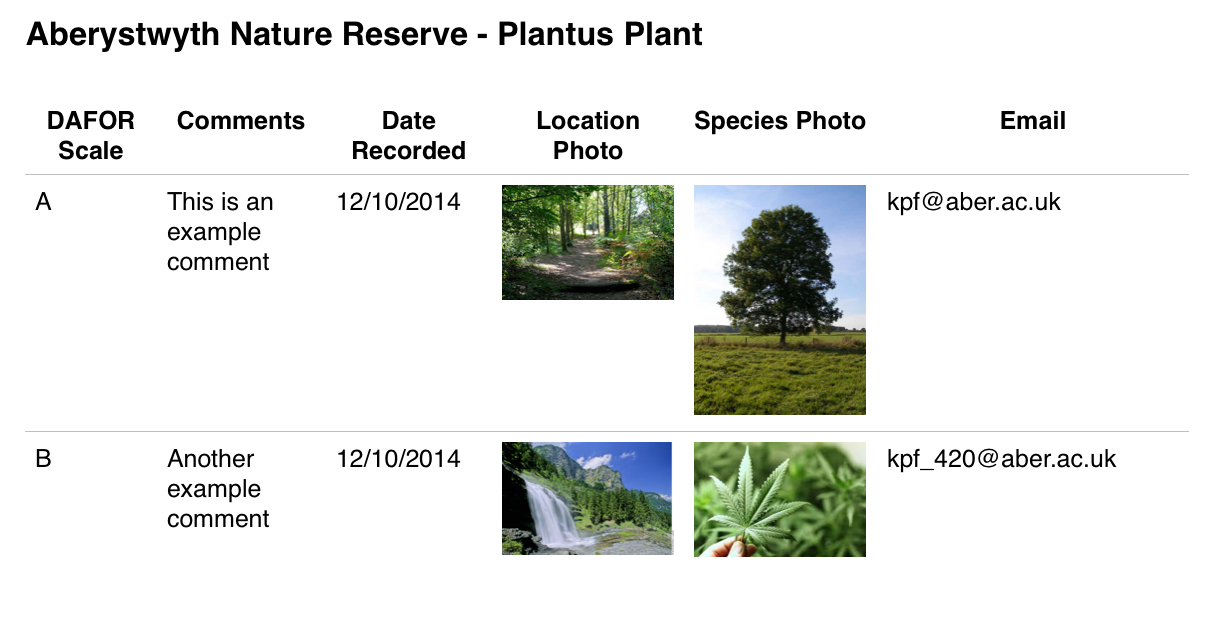 Aberystwyth Nature Reserve - Plantus Plant
DAFOR Scale Comments Date Recorded Location Photo Species Photo Email
A This is an example comment 12/10/2014 kpf@aber.ac.uk
B Another example comment 12/10/2014 kpf_420@aber.ac.uk